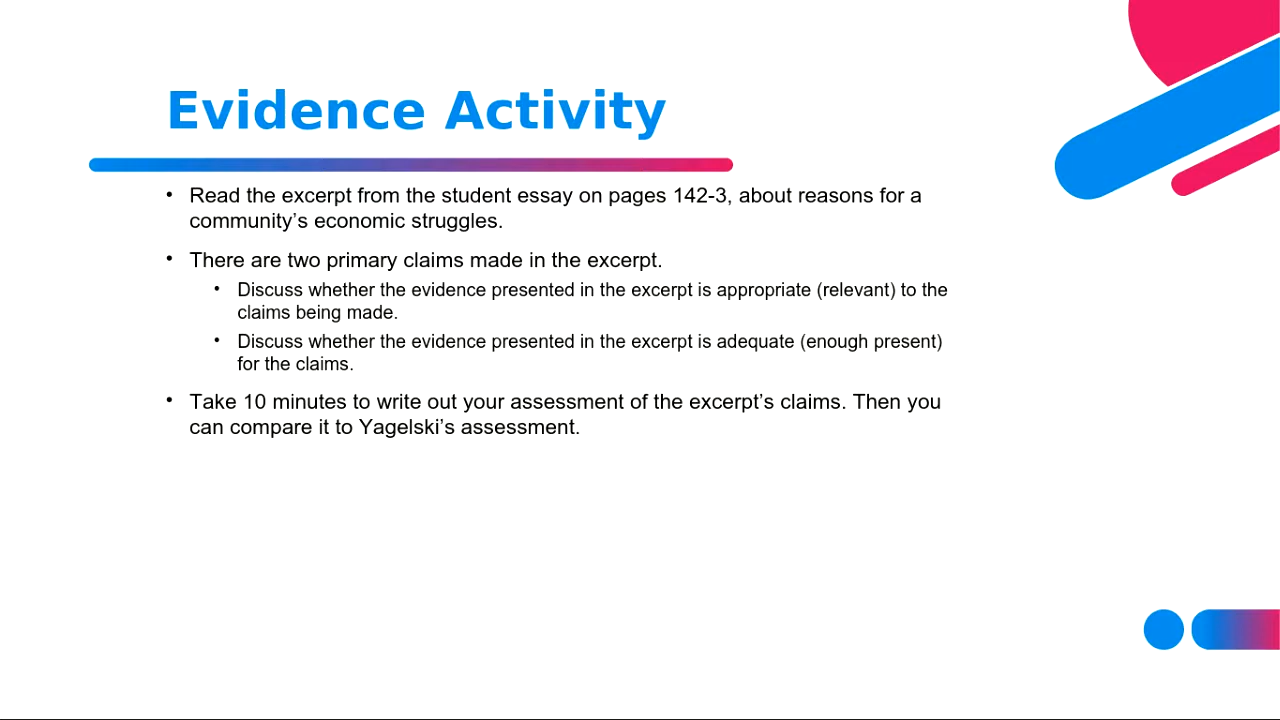 Evidence Activity
• Read the excerpt from the student essay on pages 142-3, about reasons for a
community’s economic struggles.
• There are two primary claims made in the excerpt.
• Discuss whether the evidence presented in the excerpt is appropriate (relevant) to the
claims being made.
• Discuss whether the evidence presented in the excerpt is adequate (enough present)
for the claims.
• Take 10 minutes to write out your assessment of the excerpt’s claims. Then you
can compare it to Yagelski’s assessment.